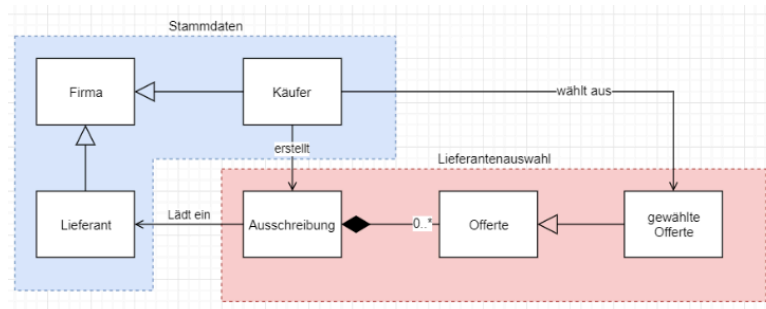 Stammdaten
Firma
Käufer
wählt aus
erstellt
Lieferantenauswahl
Lieferant
Lädt ein
Ausschreibung
0..*
Offerte
gewählte
Offerte